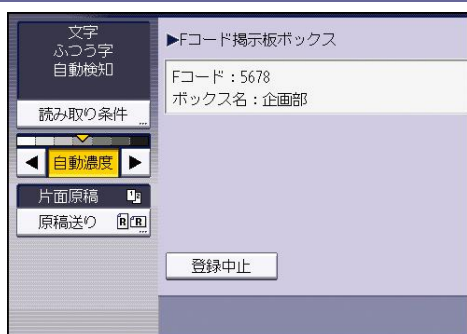 文字
ふつう字
自動検知
読み取り条件
自動濃度
片面原稿
原稿送り
▶Fコード掲示板ボックス
Fコード：5678
ボックス名：企画部
登録中止